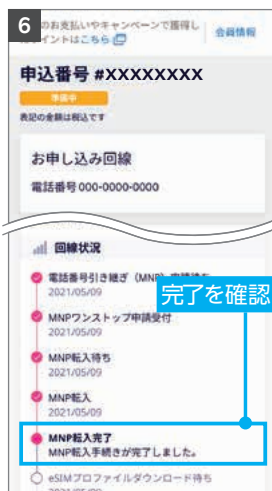 6
のお支払いやキャンペーンで獲得し
イントはこちら
会員情報
申込番号 #XXXXXXXX
準備中
表記の金額は税込です
お申し込み回線
電話番号 000-0000-0000
回線状況
電話番号引き継ぎ（MNP）
2021/05/09
完了を確認
MNPワンストップ申請受付
2021/05/09
MNP転入待ち
2021/05/09
MNP転入
2021/05/09
MNP転入完了
MNP転入手続きが完了しました。
eSIMプロファイルダウンロード待ち